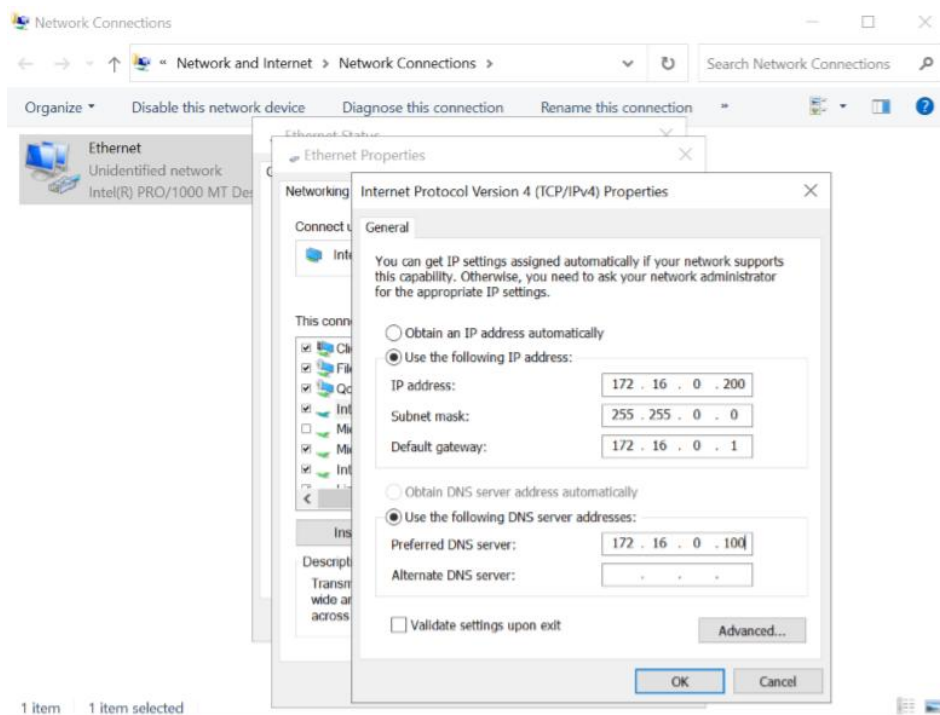 Network Connections
Network and Internet > Network Connections >
Search Network Connections
Organize
Disable this network device
Diagnose this connection
Rename this connection
Ethernet
Unidentified network
Intel(R) PRO/1000 MT
Ethernet Status
Ethernet Properties
Networking
Connect
This
Internet Protocol Version 4 (TCP/IPv4) Properties
General
You can get IP settings assigned automatically if your network supports
this capability. Otherwise, you need to ask your network administrator
for the appropriate IP settings.
Obtain an IP address automatically
Use the following IP address:
IP address: 172 . 16 . 0 . 200
Subnet mask: 255 . 255 . 0 . 0
Default gateway: 172 . 16 . 0 . 1
Obtain DNS server address automatically
Use the following DNS server addresses:
Preferred DNS server: 172 . 16 . 0 . 100
Alternate DNS server: . . .
Validate settings upon exit
Advanced...
wide
across
OK
Cancel
1 item
1 item selected